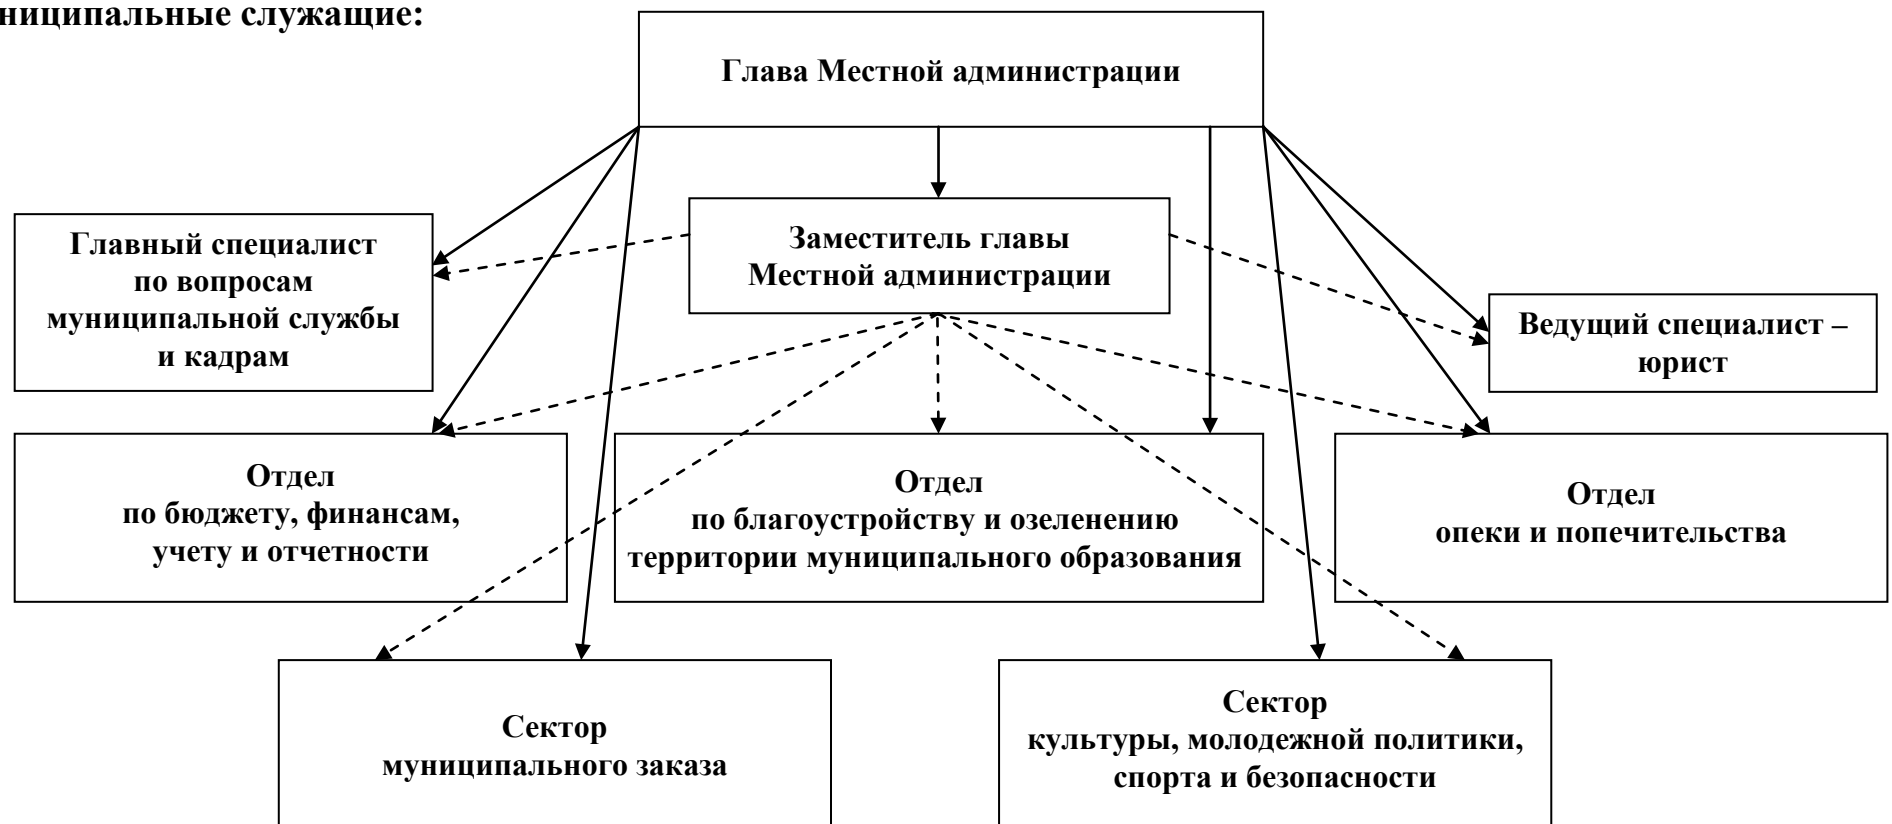 ниципальные служащие:
Глава Местной администрации
Главный специалист
по вопросам
муниципальной службы
и кадрам
Заместитель главы
Местной администрации
Ведущий специалист –
юрист
Отдел
по бюджету, финансам,
учету и отчетности
Отдел
по благоустройству и озеленению
территории муниципального образования
Отдел
опеки и попечительства
Сектор
муниципального заказа
Сектор
культуры, молодежной политики,
спорта и безопасности